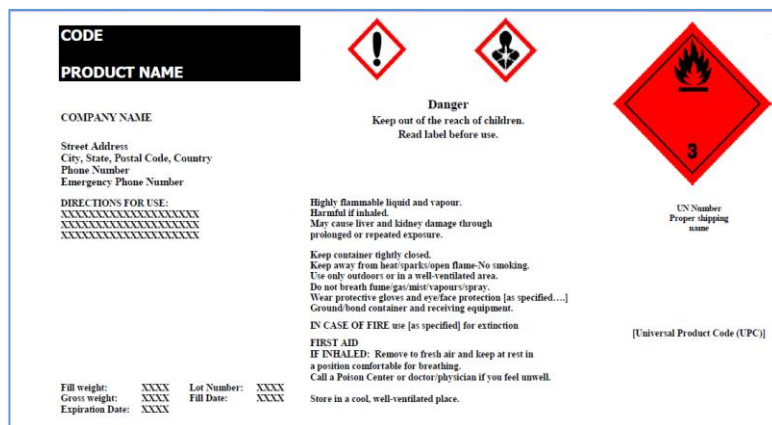 CODE
PRODUCT NAME
COMPANY NAME
Street Address
City, State, Postal Code, Country
Phone Number
Emergency Phone Number
DIRECTIONS FOR USE:
XXXXXXXXXXXXXXXXXXXXX
XXXXXXXXXXXXXXXXXXXXX
XXXXXXXXXXXXXXXXXXXXX
Fill weight: XXXX Lot Number: XXXX
Gross weight: XXXX Fill Date: XXXX
Expiration Date: XXXX
Danger
Keep out of the reach of children.
Read label before use.
Highly flammable liquid and vapour.
Harmful if inhaled.
May cause liver and kidney damage through
prolonged or repeated exposure.
Keep container tightly closed.
Keep away from heat/sparks/open flame-No smoking.
Use only outdoors or in a well-ventilated area.
Do not breath fume/gas/mist/vapours/spray.
Wear protective gloves and eye/face protection [as specified….]
Ground/bond container and receiving equipment.
IN CASE OF FIRE use [as specified] for extinction
FIRST AID
IF INHALED: Remove to fresh air and keep at rest in
a position comfortable for breathing.
Call a Poison Center or doctor/physician if you feel unwell.
Store in a cool, well-ventilated place.
3
UN Number
Proper shipping
name
[Universal Product Code (UPC)]